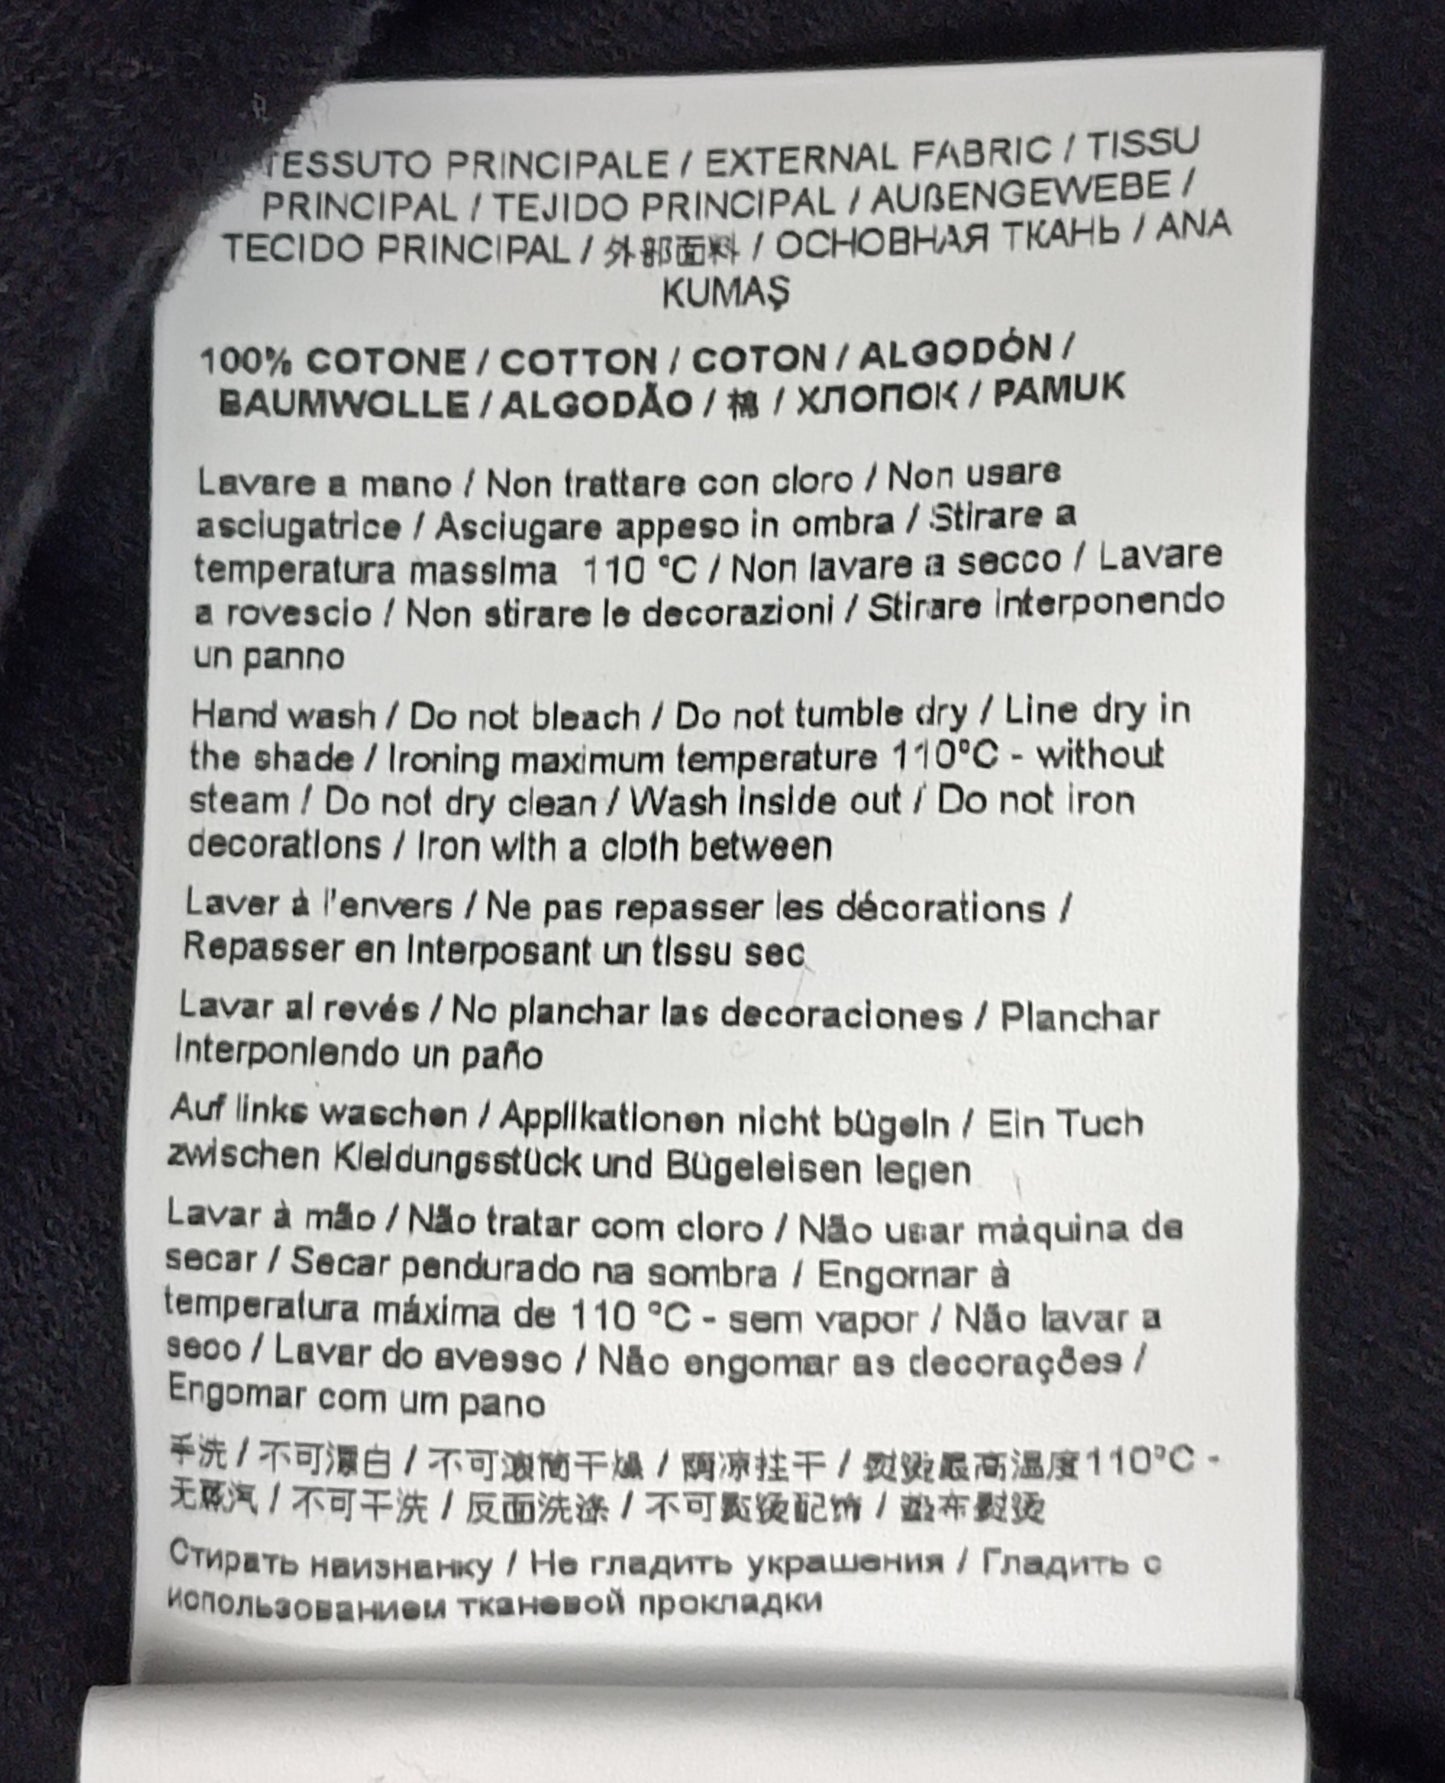 TESSUTO PRINCIPALE / EXTERNAL FABRIC / TISSU
PRINCIPAL / TEJIDO PRINCIPAL / AUßENGEWEBE /
TECIDO PRINCIPAL / 外部面料 / ОСНОВНАЯ ТКАНЬ / ANA
KUMAŞ
100% COTONE / COTTON / COTON / ALGODÓN /
BAUMWOLLE / ALGODÃO / 棉 / ХЛОПОК / PAMUK
Lavare a mano / Non trattare con cloro / Non usare
asciugatrice / Asciugare appeso in ombra / Stirare a
temperatura massima 110 °C / Non lavare a secco / Lavare
a rovescio / Non stirare le decorazioni / Stirare interponendo
un panno
Hand wash / Do not bleach / Do not tumble dry / Line dry in
the shade / Ironing maximum temperature 110°C - without
steam / Do not dry clean / Wash inside out / Do not iron
decorations / Iron with a cloth between
Laver à l'envers / Ne pas repasser les décorations /
Repasser en interposant un tissu sec
Lavar al revés / No planchar las decoraciones / Planchar
interponiendo un paño
Auf links waschen / Applikationen nicht bügeln / Ein Tuch
zwischen Kleidungsstück und Bügeleisen legen
Lavar à mão / Não tratar com cloro / Não usar máquina de
secar / Secar pendurado na sombra / Engomar à
temperatura máxima de 110 °C - sem vapor / Não lavar a
seco / Lavar do avesso / Não engomar as decorações /
Engomar com um pano
手洗 / 不可漂白 / 不可滚筒干燥 / 阴凉挂干 / 熨烫最高温度110°C -
无蒸汽 / 不可干洗 / 反面洗涤 / 不可熨烫配饰 / 垫布熨烫
Стирать наизнанку / Не гладить украшения / Гладить с
использованием тканевой прокладки